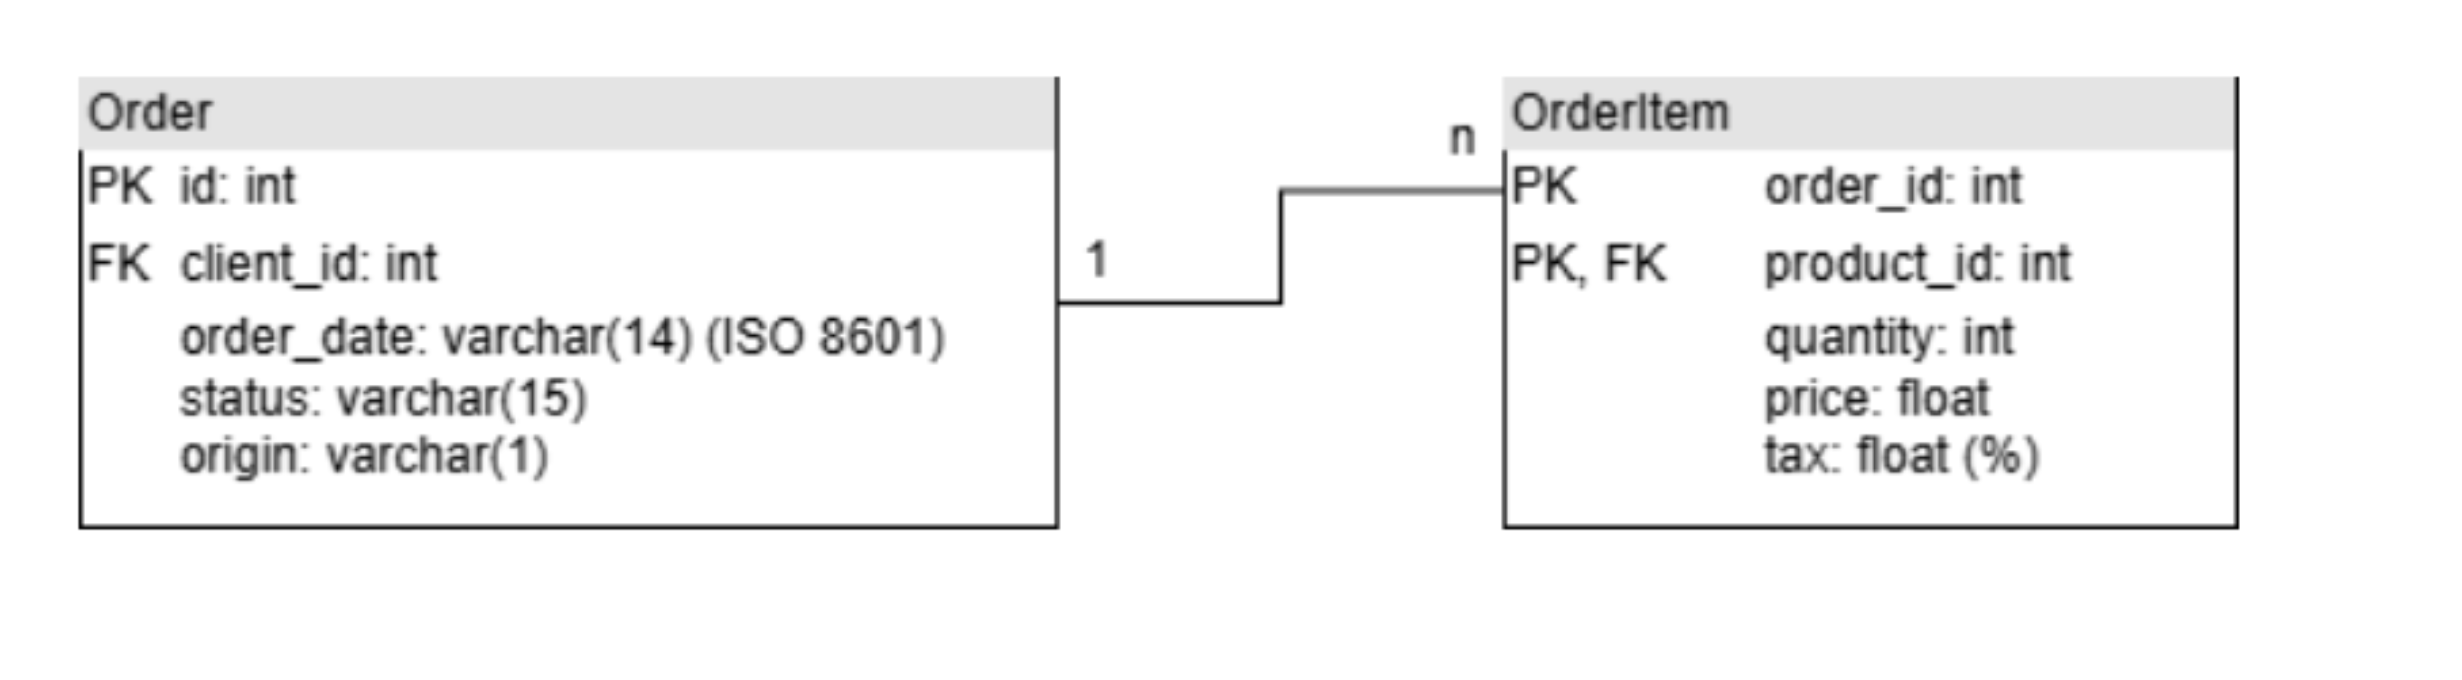 Order
PK id: int
FK client_id: int
order_date: varchar(14) (ISO 8601)
status: varchar(15)
origin: varchar(1)
1
n
OrderItem
PK order_id: int
PK, FK product_id: int
quantity: int
price: float
tax: float (%)